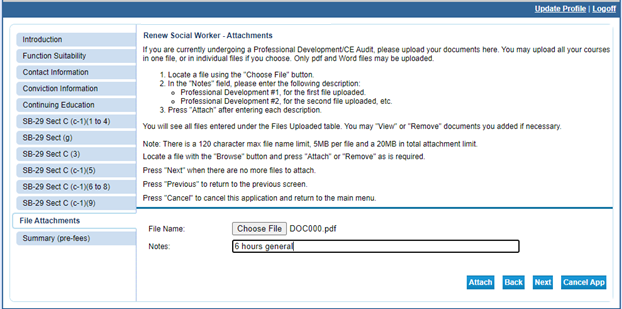 Update Profile | Logoff
Introduction
Function Suitability
Contact Information
Conviction Information
Continuing Education
SB-29 Sect C (c-1)(1 to 4)
SB-29 Sect (g)
SB-29 Sect C (3)
SB-29 Sect C (c-1)(5)
SB-29 Sect C (c-1)(6 to 8)
SB-29 Sect C (c-1)(9)
File Attachments
Summary (pre-fees)
Renew Social Worker - Attachments
If you are currently undergoing a Professional Development/CE Audit, please upload your documents here. You may upload all your courses
in one file, or in individual files if you choose. Only pdf and Word files may be uploaded.
1. Locate a file using the "Choose File" button.
2. In the "Notes" field, please enter the following description:
Professional Development #1, for the first file uploaded.
Professional Development #2, for the second file uploaded, etc.
3. Press "Attach" after entering each description.
You will see all files entered under the Files Uploaded table. You may "View" or "Remove" documents you added if necessary.
Note: There is a 120 character max file name limit, 5MB per file and a 20MB in total attachment limit.
Locate a file with the "Browse" button and press "Attach" or "Remove" as is required.
Press "Next" when there are no more files to attach.
Press "Previous" to return to the previous screen.
Press "Cancel" to cancel this application and return to the main menu.
File Name: Choose File DOC000.pdf
Notes: 6 hours general
Attach Back Next Cancel App